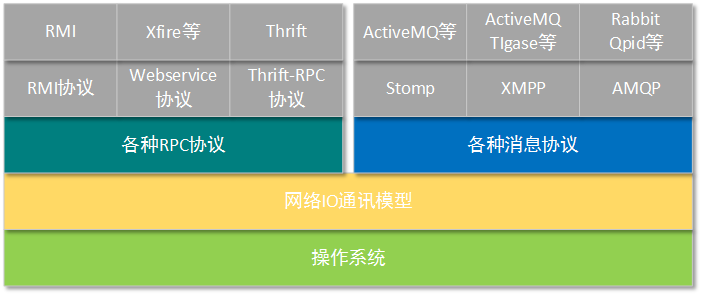 RMI
Xfire等
Thrift
ActiveMQ等
ActiveMQ
TIgase等
Rabbit
Qpid等
RMI协议
Webservice
协议
Thrift-RPC
协议
Stomp
XMPP
AMQP
各种RPC协议
各种消息协议
网络IO通讯模型
操作系统